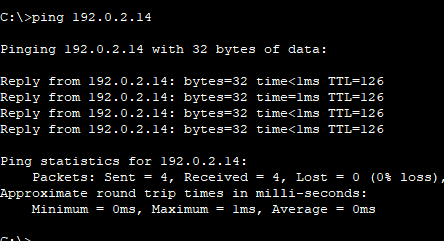 C:\>ping 192.0.2.14
Pinging 192.0.2.14 with 32 bytes of data:
Reply from 192.0.2.14: bytes=32 time<1ms TTL=126
Reply from 192.0.2.14: bytes=32 time=1ms TTL=126
Reply from 192.0.2.14: bytes=32 time<1ms TTL=126
Reply from 192.0.2.14: bytes=32 time<1ms TTL=126
Ping statistics for 192.0.2.14:
Packets: Sent = 4, Received = 4, Lost = 0 (0% loss),
Approximate round trip times in milli-seconds:
Minimum = 0ms, Maximum = 1ms, Average = 0ms
C:\>